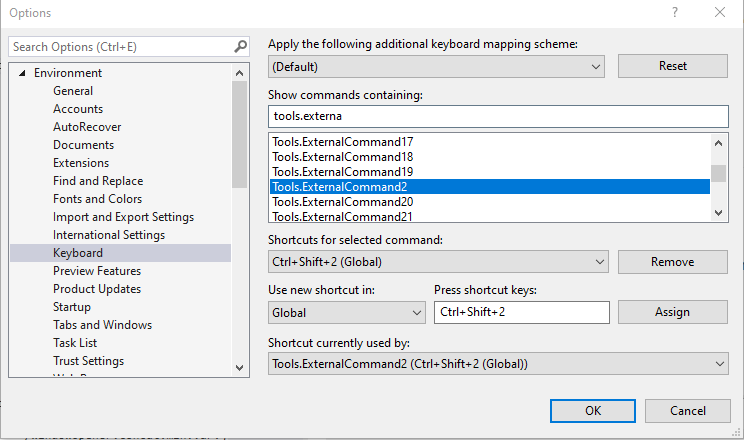 Options
?
Search Options (Ctrl+E)
Environment
General
Accounts
AutoRecover
Documents
Extensions
Find and Replace
Fonts and Colors
Import and Export Settings
International Settings
Keyboard
Preview Features
Product Updates
Startup
Tabs and Windows
Task List
Trust Settings
Apply the following additional keyboard mapping scheme:
(Default)
Reset
Show commands containing:
tools.externa
Tools.ExternalCommand17
Tools.ExternalCommand18
Tools.ExternalCommand19
Tools.ExternalCommand2
Tools.ExternalCommand20
Tools.ExternalCommand21
Shortcuts for selected command:
Ctrl+Shift+2 (Global)
Remove
Use new shortcut in:
Press shortcut keys:
Global
Ctrl+Shift+2
Assign
Shortcut currently used by:
Tools.ExternalCommand2 (Ctrl+Shift+2 (Global))
OK
Cancel